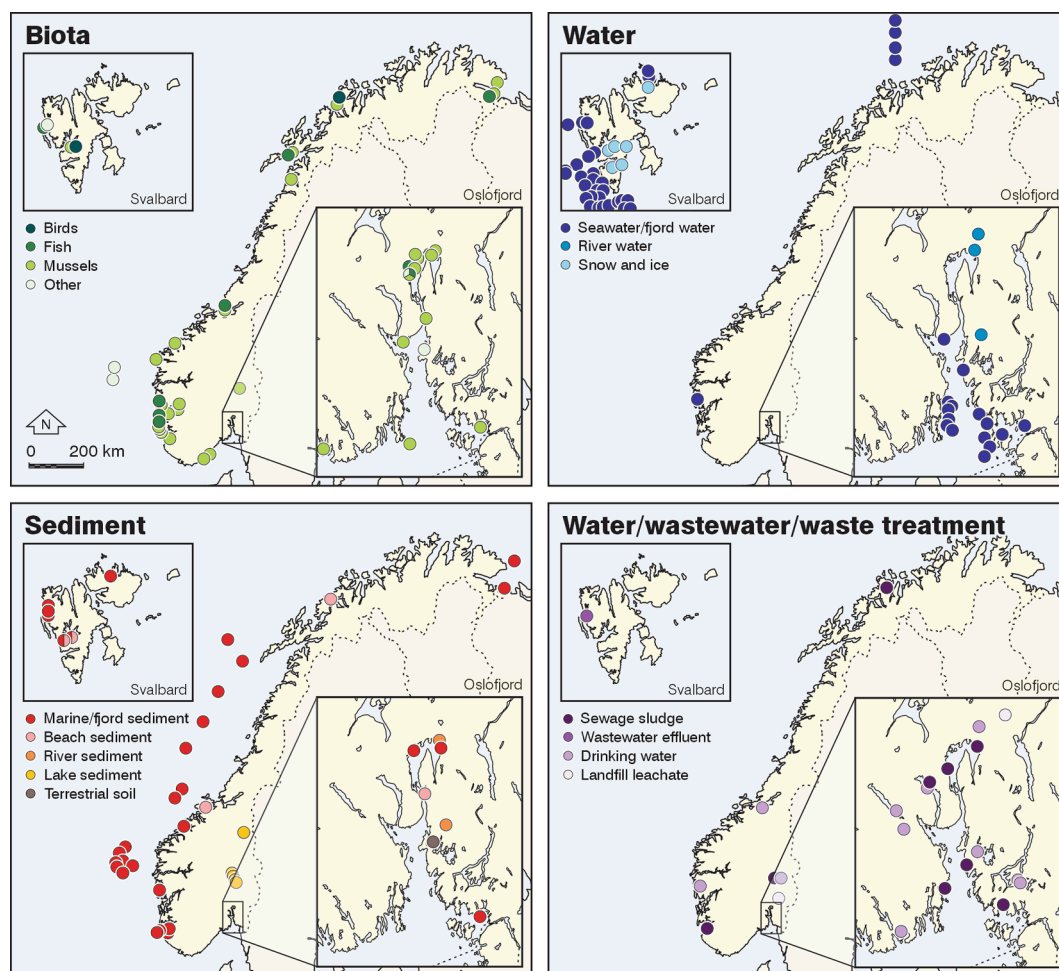 Biota
Svalbard
Birds
Fish
Mussels
Other
N
0 200 km
Oslofjord
Water
Svalbard
Seawater/fjord water
River water
Snow and ice
Oslofjord
Sediment
Svalbard
Marine/fjord sediment
Beach sediment
River sediment
Lake sediment
Terrestrial soil
Oslofjord
Water/wastewater/waste treatment
Svalbard
Sewage sludge
Wastewater effluent
Drinking water
Landfill leachate
Oslofjord